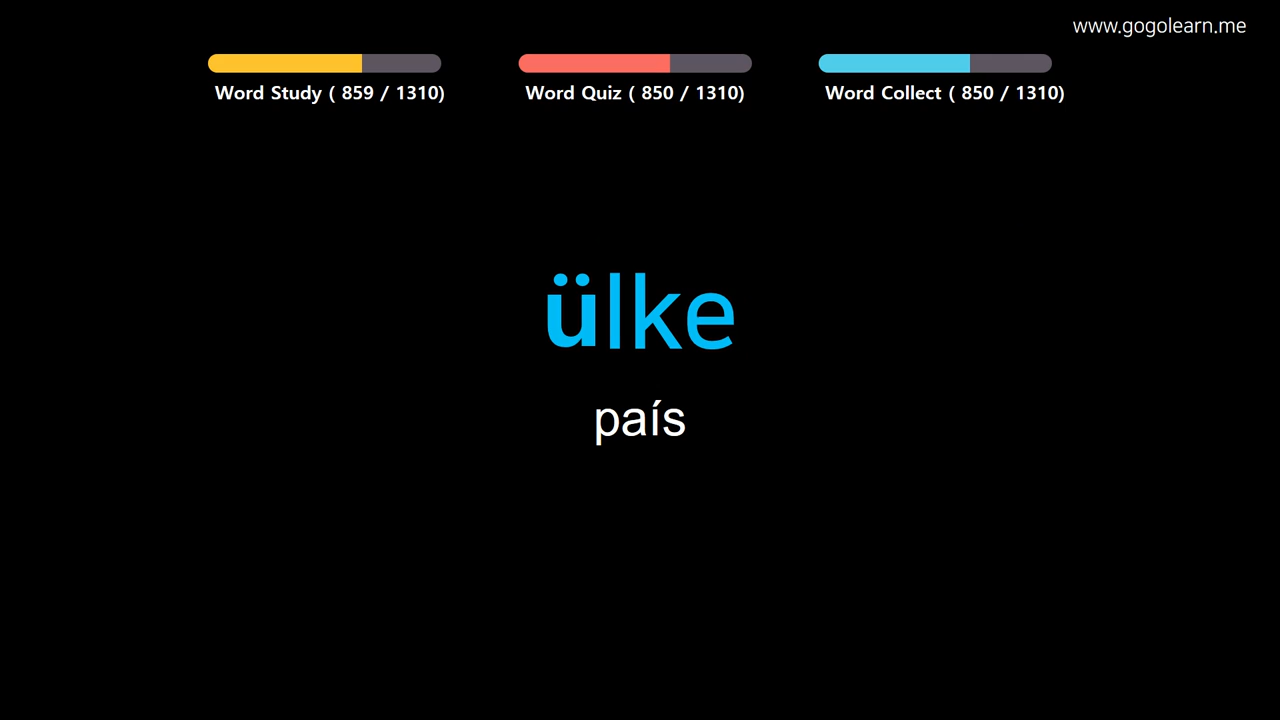 www.gogolearn.me
Word Study ( 859 / 1310)
Word Quiz ( 850 / 1310)
Word Collect ( 850 / 1310)
ülke
país